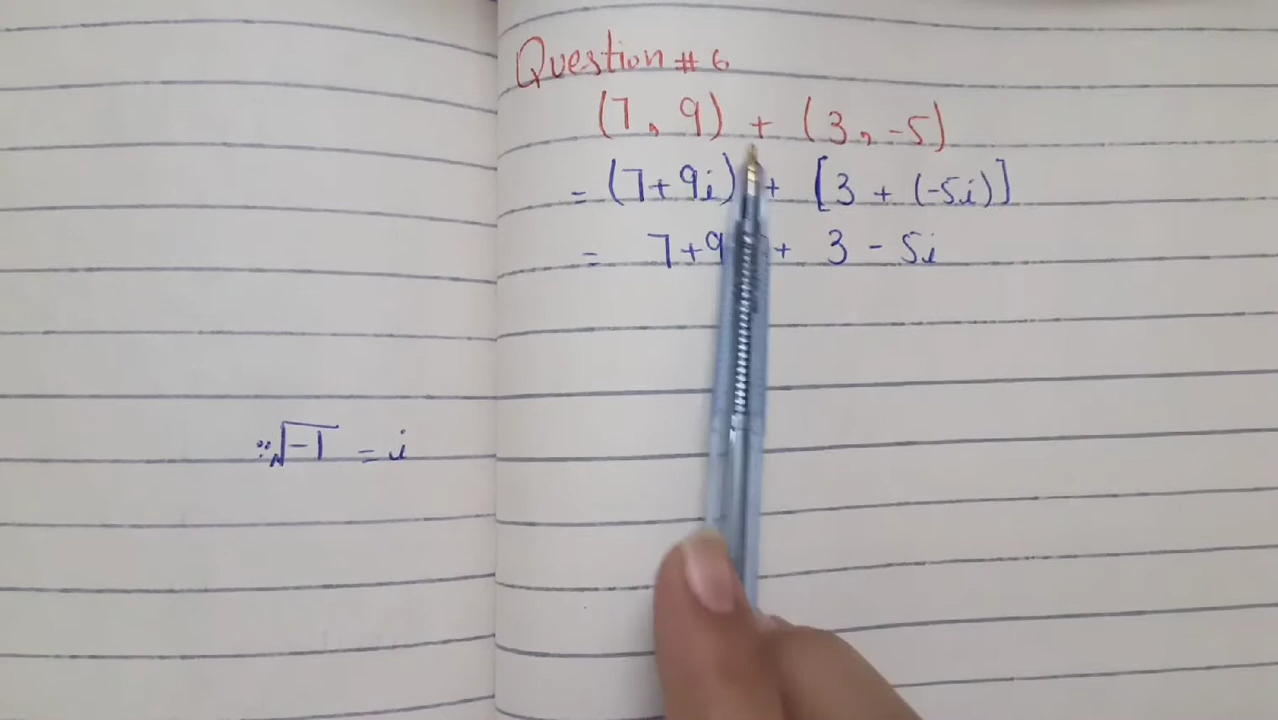 Question # 6
(7, 9) + (3, -5)
= (7+9i) + [3 + (-5i)]
= 7+9 + 3 - 5i
∵ √-1 = i